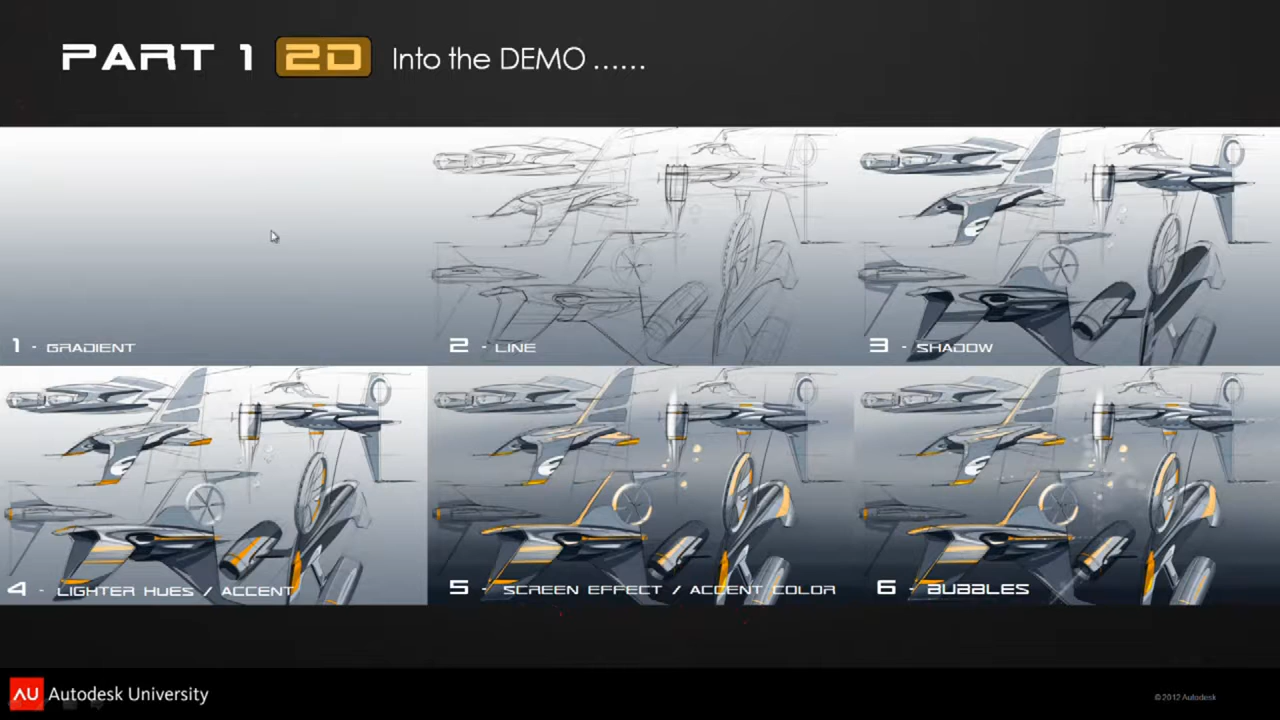 PART 1 2D Into the DEMO ......
1 - GRADIENT
2 - LINE
3 - SHADOW
4 - LIGHTER HUES / ACCENT
5 - SCREEN EFFECT / ACCENT COLOR
6 - BUBBLES
AU Autodesk University
©2012 Autodesk